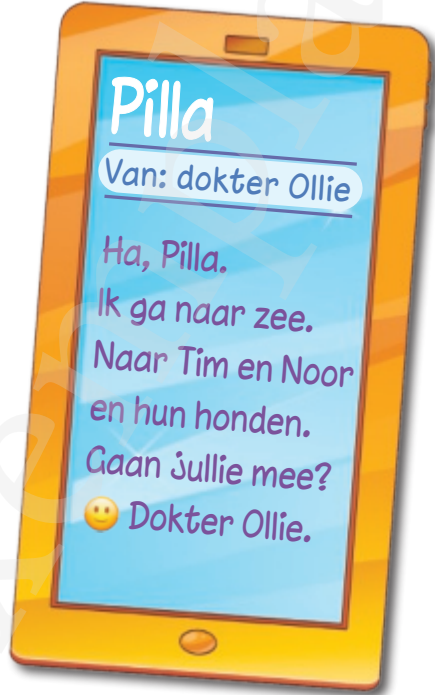 Pilla
Van: dokter Ollie
Ha, Pilla.
Ik ga naar zee.
Naar Tim en Noor
en hun honden.
Gaan jullie mee?
🙂 Dokter Ollie.